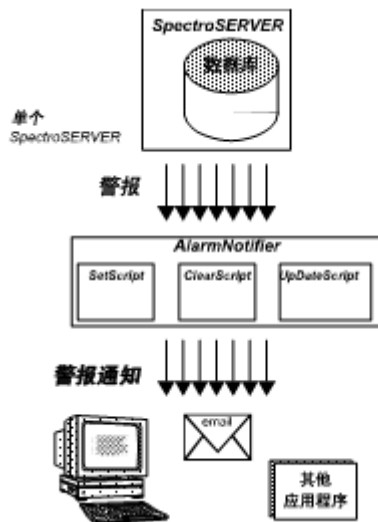 SpectroSERVER
数据库
单个
SpectroSERVER
警报
AlarmNotifier
SetScript ClearScript UpDateScript
警报通知
email
其他
应用程序